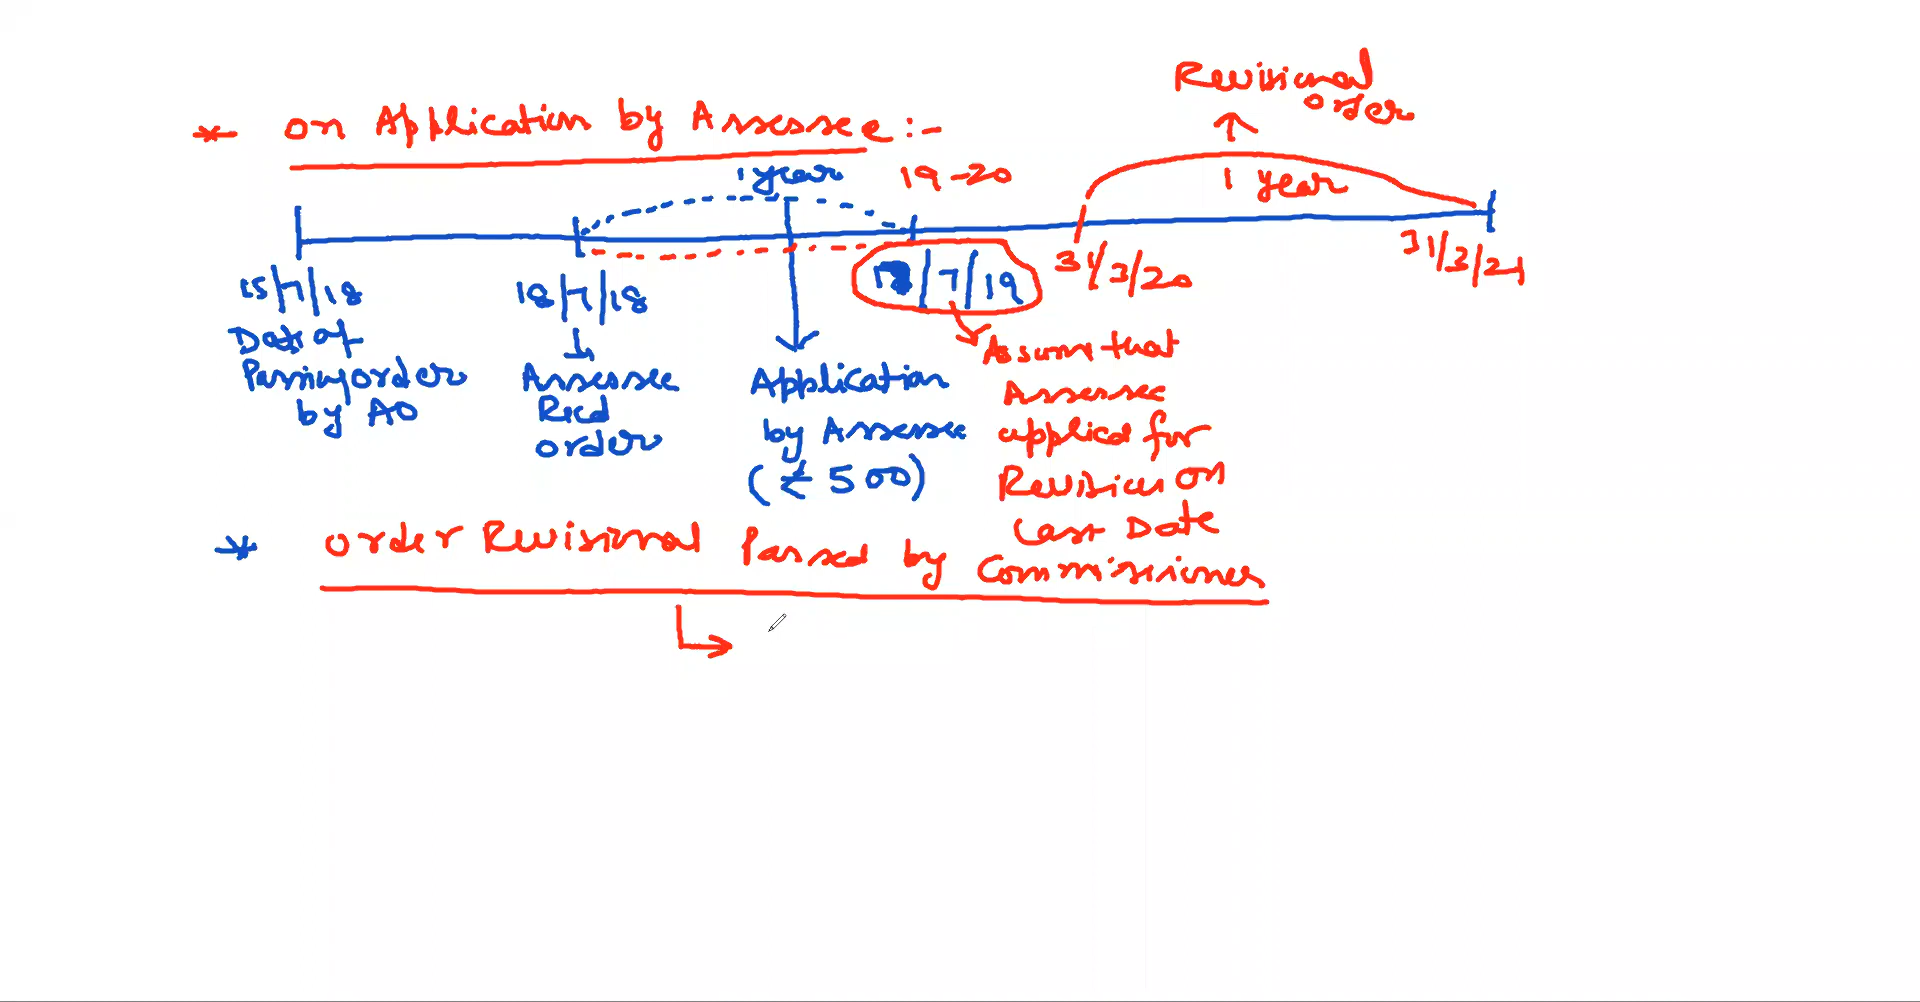 Revisional
order
* on Application by Assessee :-
1 year
19-20
1 year
15/7/18
18/7/18
18/7/19
31/3/20
31/3/21
Date of
Passing order
by AO
Assessee
Recd
order
Application
by Assessee
(₹ 500)
Assume that
Assessee
applied for
Revision on
Last Date
* order Revisional Passed by Commissioner